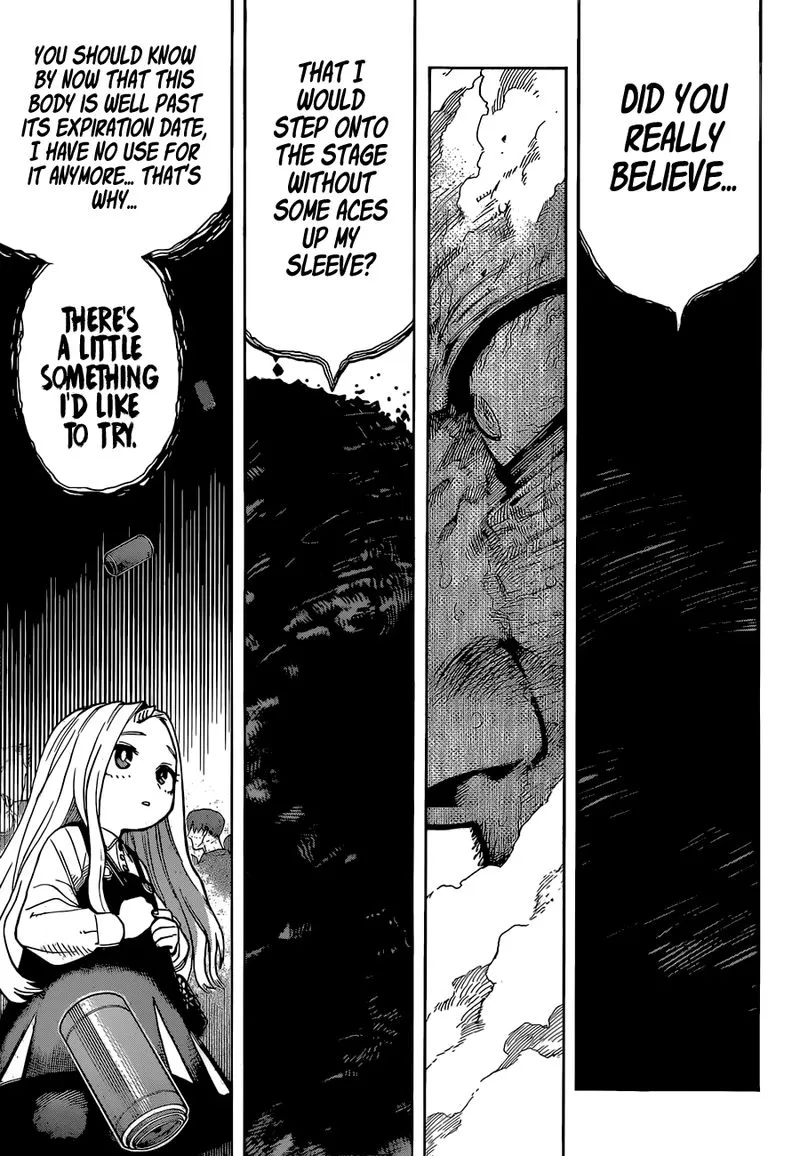 DID YOU
REALLY
BELIEVE...
THAT I
WOULD
STEP ONTO
THE STAGE
WITHOUT
SOME ACES
UP MY
SLEEVE?
YOU SHOULD KNOW
BY NOW THAT THIS
BODY IS WELL PAST
ITS EXPIRATION DATE,
I HAVE NO USE FOR
IT ANYMORE... THAT'S
WHY...
THERE'S
A LITTLE
SOMETHING
I'D LIKE
TO TRY.